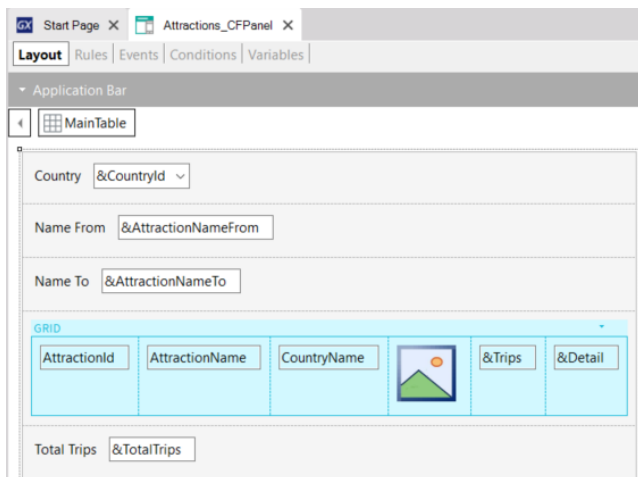 GX Start Page X Attractions_CFPanel X
Layout Rules Events Conditions Variables
Application Bar
MainTable
Country &CountryId
Name From &AttractionNameFrom
Name To &AttractionNameTo
GRID
AttractionId AttractionName CountryName &Trips &Detail
Total Trips &TotalTrips